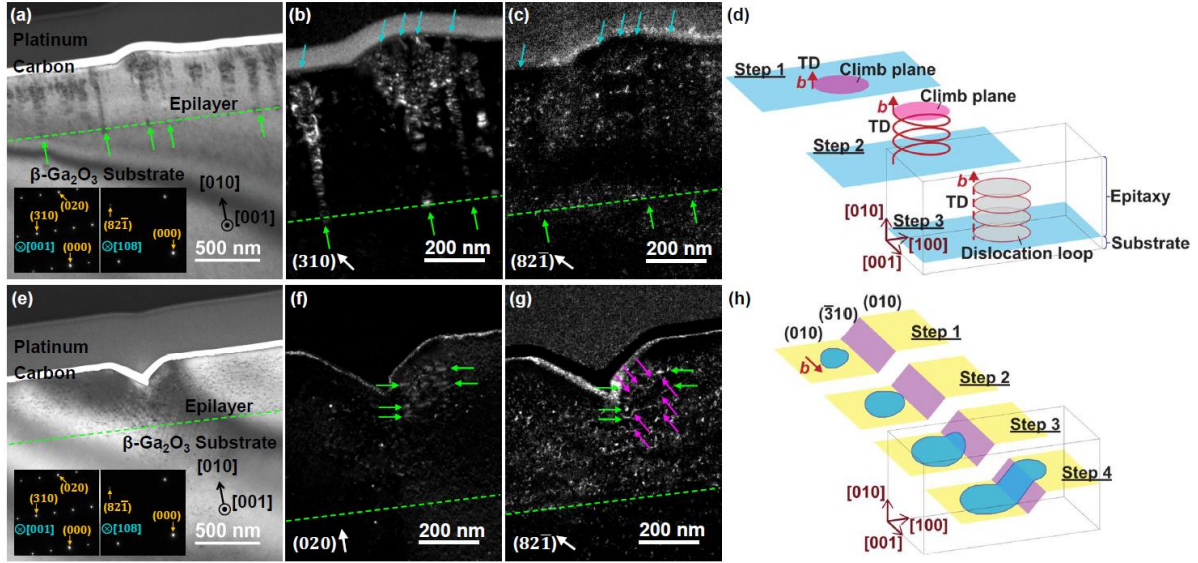 (a)
Platinum
Carbon
Epilayer
β-Ga₂O₃ Substrate
[010]
[001]
(020)
(310)
[001]
(000)
(821̄)
[108]
(000)
500 nm
(b)
(310)
200 nm
(c)
(821̄)
200 nm
(d)
Step 1
TD
b
Climb plane
Climb plane
b
TD
Step 2
b
TD
[010]
Step 3
[100]
[001̄]
Dislocation loop
Epitaxy
Substrate
(e)
Platinum
Carbon
Epilayer
β-Ga₂O₃ Substrate
[010]
[001]
(020)
(310)
[001]
(000)
(821̄)
[108]
(000)
500 nm
(f)
(020)
200 nm
(g)
(821̄)
200 nm
(h)
(010)
(3̄10)
(010)
b
Step 1
Step 2
Step 3
Step 4
[010]
[100]
[001̄]